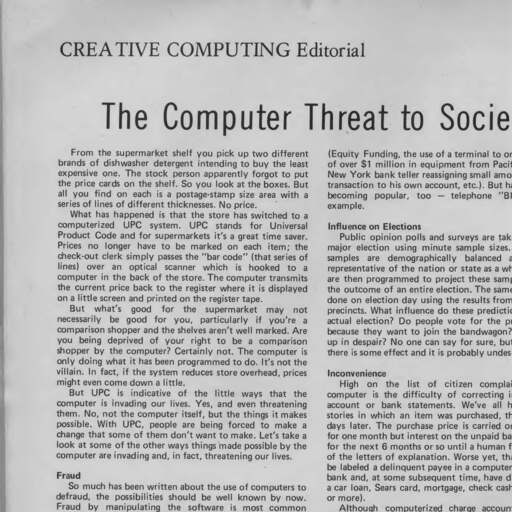 CREATIVE COMPUTING Editorial
The Computer Threat to Socie
From the supermarket shelf you pick up two different
brands of dishwasher detergent intending to buy the least
expensive one. The stock person apparently forgot to put
the price cards on the shelf. So you look at the boxes. But
all you find on each is a postage-stamp size area with a
series of lines of different thicknesses. No price.
What has happened is that the store has switched to a
computerized UPC system. UPC stands for Universal
Product Code and for supermarkets it's a great time saver.
Prices no longer have to be marked on each item; the
check-out clerk simply passes the "bar code" (that series of
lines) over an optical scanner which is hooked to a
computer in the back of the store. The computer transmits
the current price back to the register where it is displayed
on a little screen and printed on the register tape.
But what's good for the supermarket may not
necessarily be good for you, particularly if you're a
comparison shopper and the shelves aren't well marked. Are
you being deprived of your right to be a comparison
shopper by the computer? Certainly not. The computer is
only doing what it has been programmed to do. It's not the
villain. In fact, if the system reduces store overhead, prices
might even come down a little.
But UPC is indicative of the little ways that the
computer is invading our lives. Yes, and even threatening
them. No, not the computer itself, but the things it makes
possible. With UPC, people are being forced to make a
change that some of them don't want to make. Let's take a
look at some of the other ways things made possible by the
computer are invading and, in fact, threatening our lives.
Fraud
So much has been written about the use of computers to
defraud, the possibilities should be well known by now.
Fraud by manipulating the software is most common
(Equity Funding, the use of a terminal to or
of over $1 million in equipment from Pacif
New York bank teller reassigning small amo
transaction to his own account, etc.). But ha
becoming popular, too — telephone "Bl
example.
Influence on Elections
Public opinion polls and surveys are tak
major election using minute sample sizes.
samples are demographically balanced a
representative of the nation or state as a wh
are then programmed to project these samp
the outcome of an entire election. The same
done on election day using the results from
precincts. What influence do these predictio
actual election? Do people vote for the pr
because they want to join the bandwagon?
up in despair? No one can say for sure, but
there is some effect and it is probably undes
Inconvenience
High on the list of citizen complai
computer is the difficulty of correcting i
account or bank statements. We've all h
stories in which an item was purchased, th
days later. The purchase price is carried on
for one month but interest on the unpaid ba
for the next 6 months or so until a human f
of the letters of explanation. Worse yet, tha
be labeled a delinquent payee in a computer
bank and, at some subsequent time, have d
a car loan, Sears card, mortgage, check cash
or more).
Although computerized charge accoun